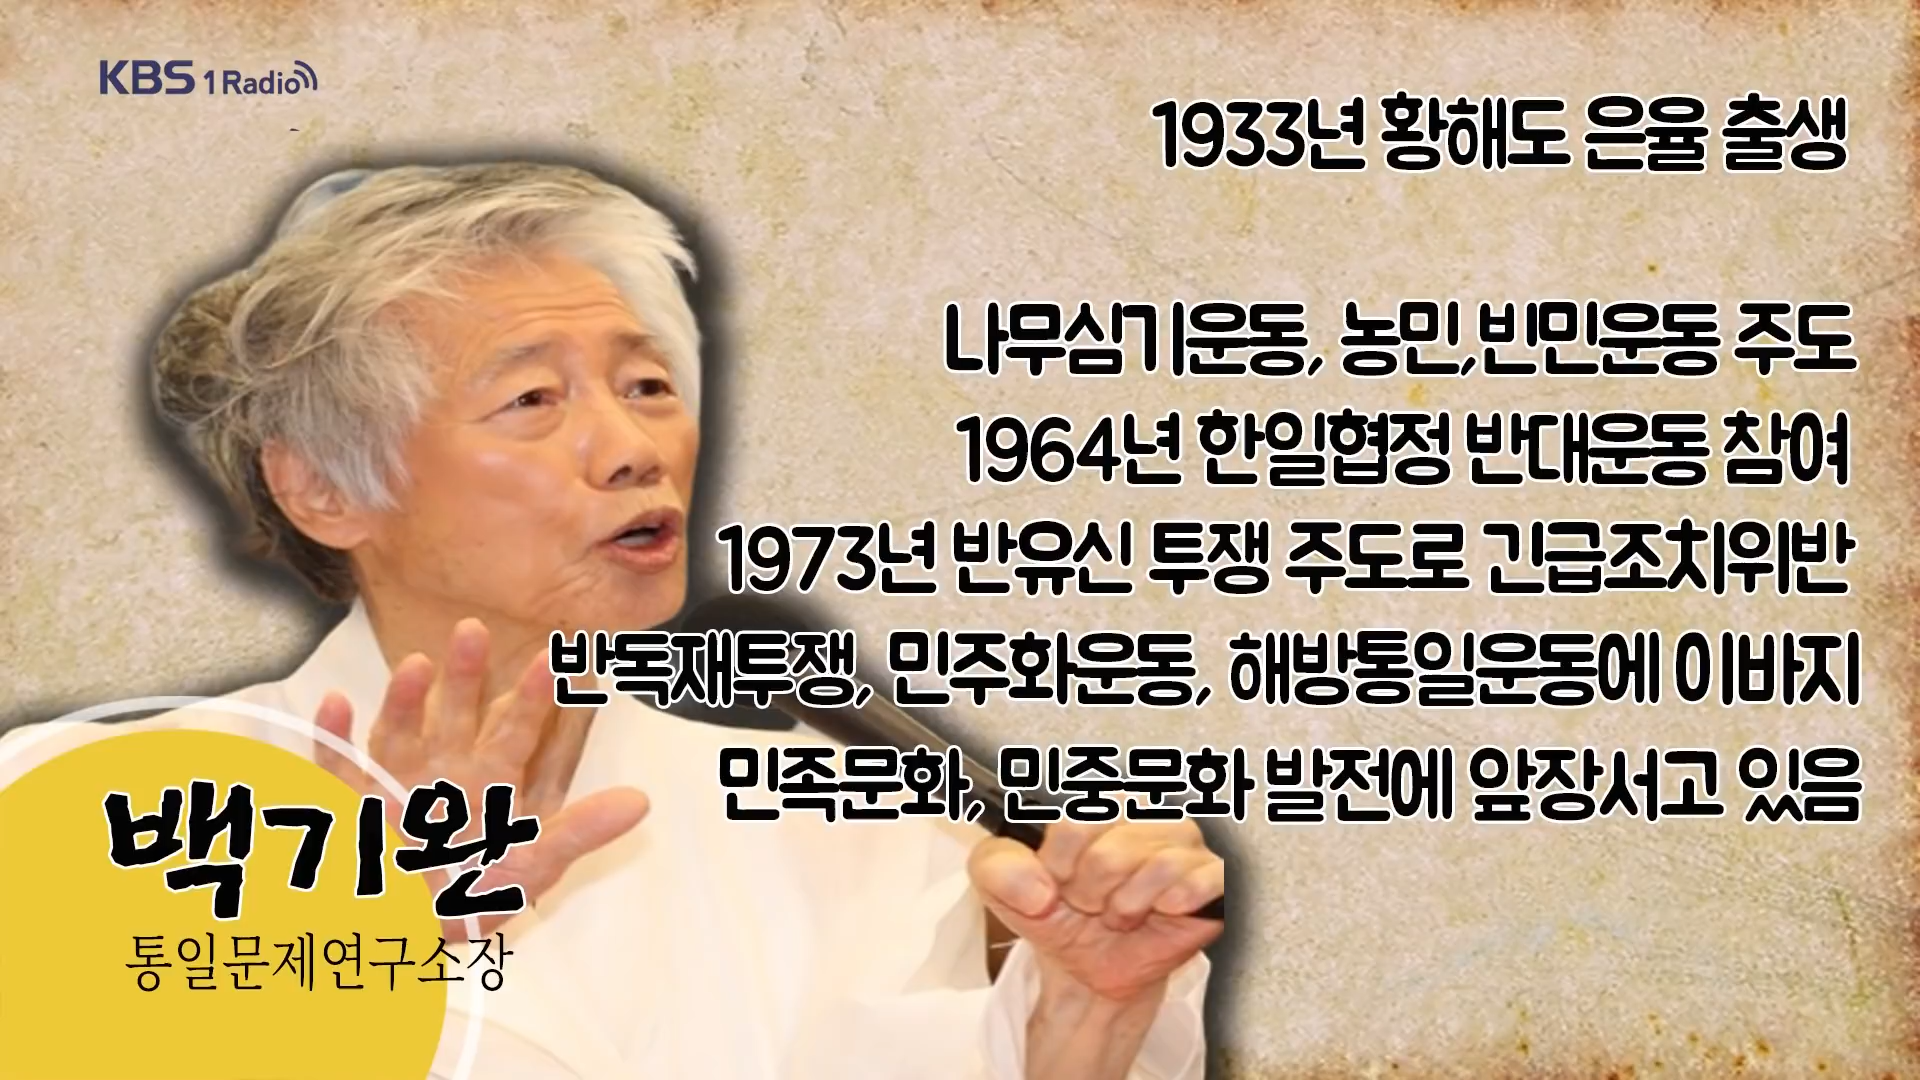 KBS 1 Radio
1933년 황해도 은율 출생
나무심기운동, 농민,빈민운동 주도
1964년 한일협정 반대운동 참여
1973년 반유신 투쟁 주도로 긴급조치위반
반독재투쟁, 민주화운동, 해방통일운동에 이바지
민족문화, 민중문화 발전에 앞장서고 있음
백기완
통일문제연구소장